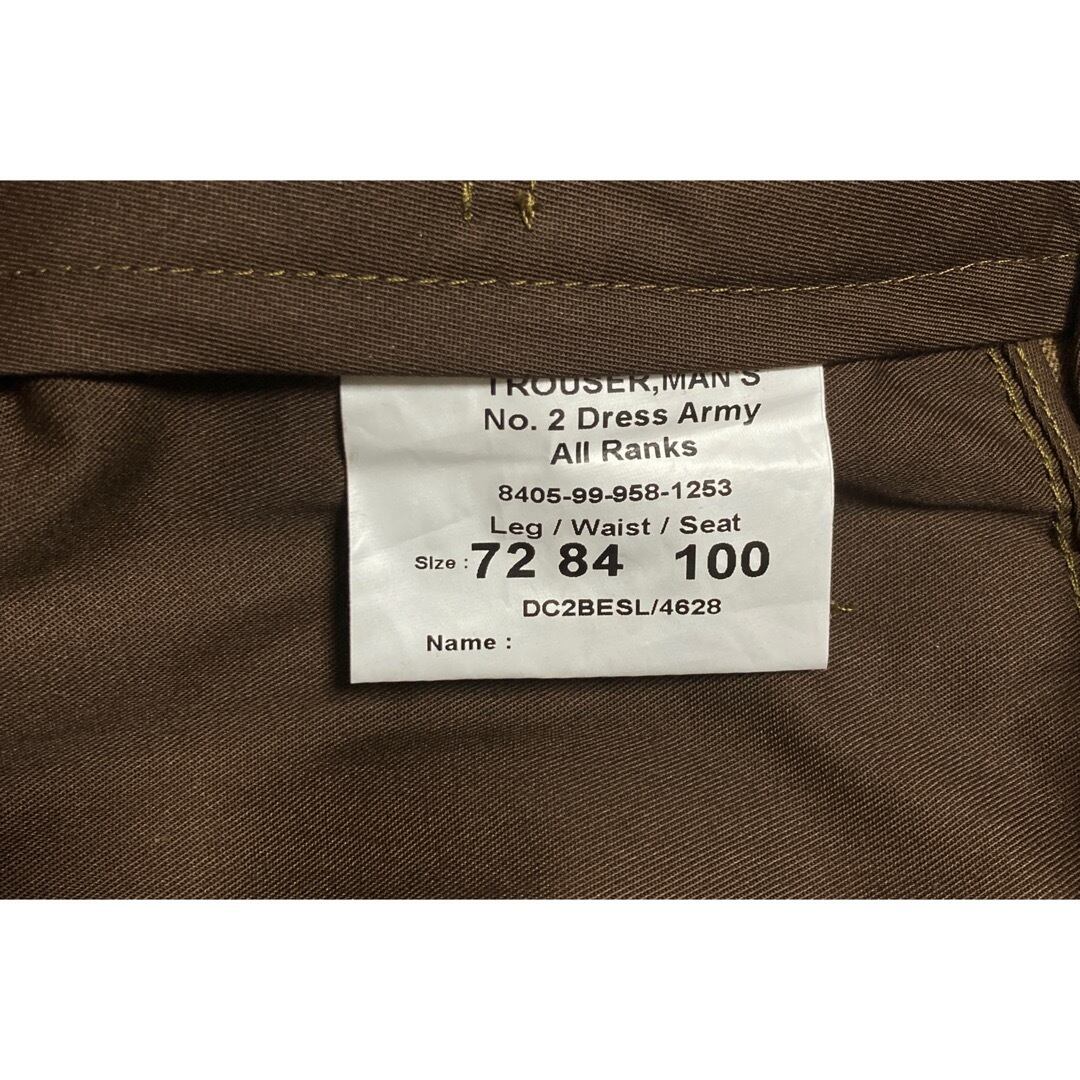 TROUSER,MAN'S
No. 2 Dress Army
All Ranks
8405-99-958-1253
Leg / Waist / Seat
Size : 72 84 100
DC2BESL/4628
Name :